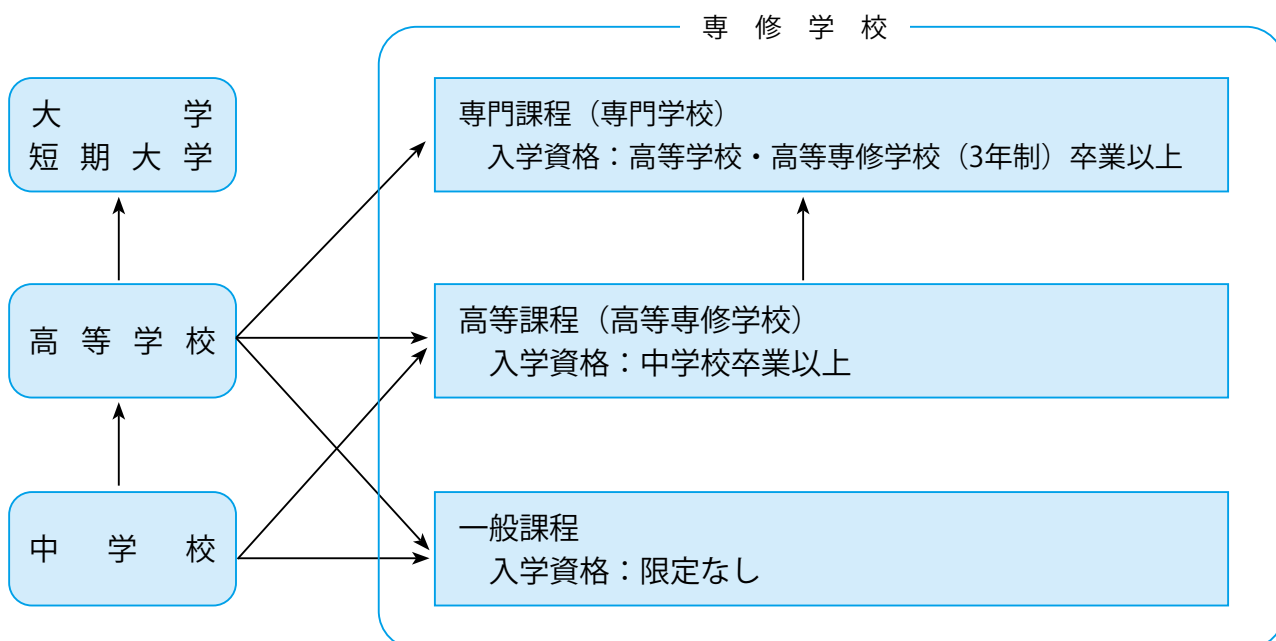 専修学校
大学
短期大学
専門課程（専門学校）
入学資格：高等学校・高等専修学校（3年制）卒業以上
高等学校
高等課程（高等専修学校）
入学資格：中学校卒業以上
中学校
一般課程
入学資格：限定なし